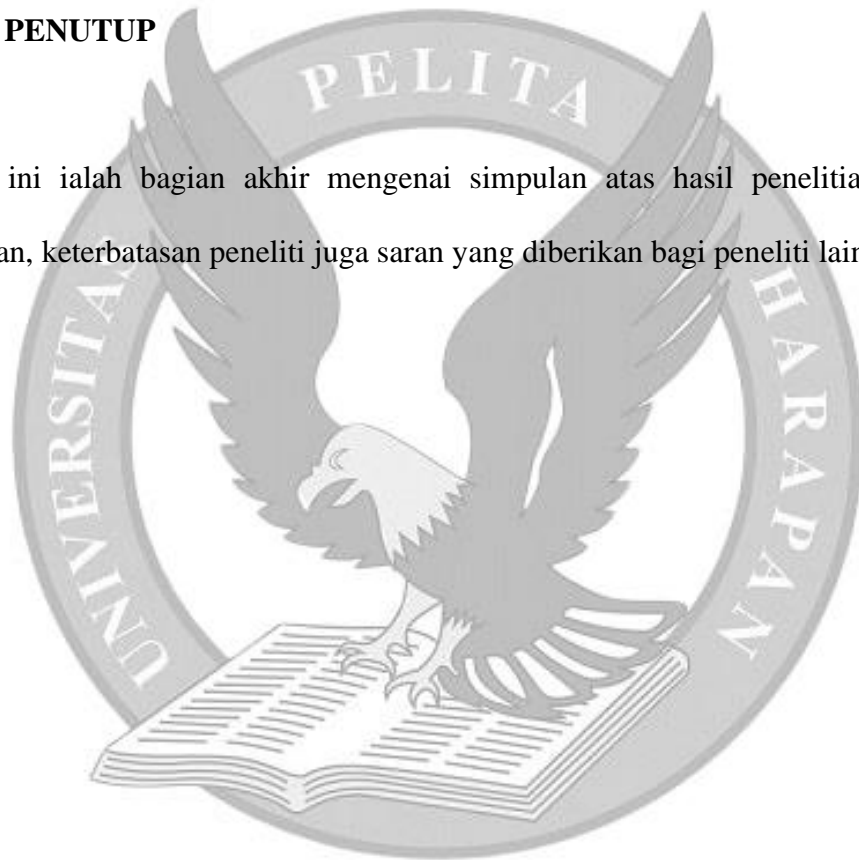 PENUTUP
PELITA
ini ialah bagian akhir mengenai simpulan atas hasil penelitia
an, keterbatasan peneliti juga saran yang diberikan bagi peneliti lain
UNIVERSITAS
HARAPAN